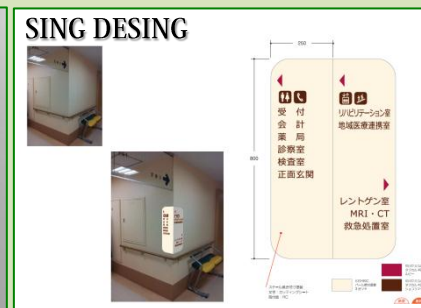 SING DESING
250
800
受付
会計
薬局
診察室
検査室
正面玄関
リハビリテーション室
地域医療連携室
レントゲン室
MRI・CT
救急処置室